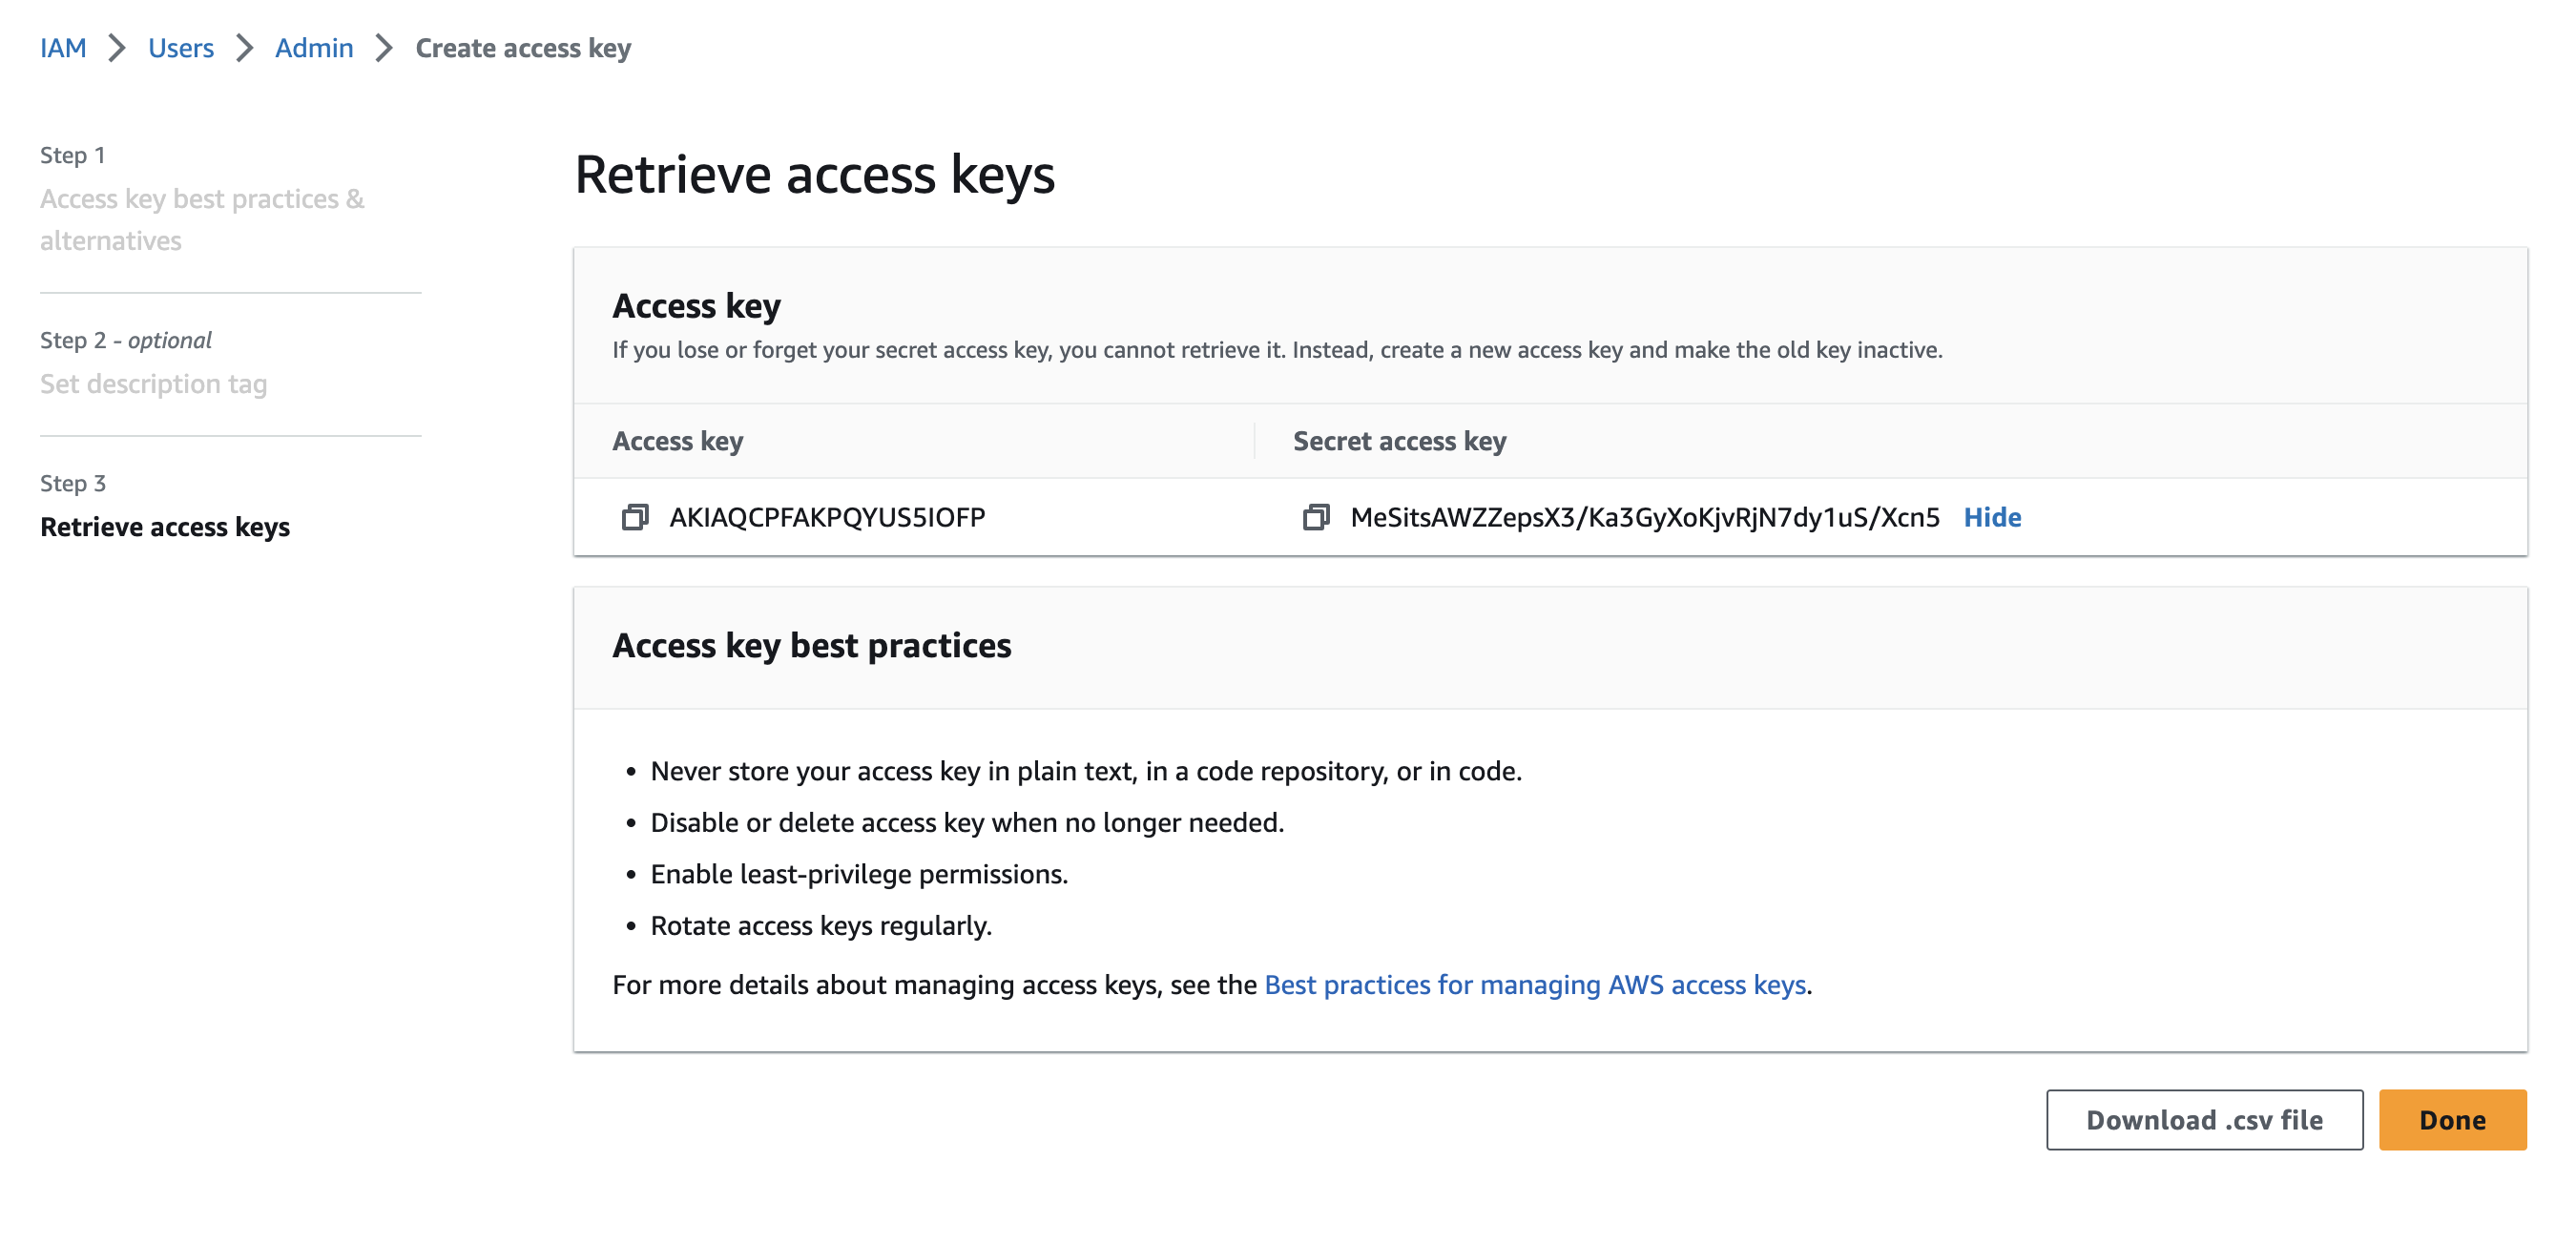 IAM > Users > Admin > Create access key
Step 1
Access key best practices &
alternatives
Step 2 - optional
Set description tag
Step 3
Retrieve access keys
Retrieve access keys
Access key
If you lose or forget your secret access key, you cannot retrieve it. Instead, create a new access key and make the old key inactive.
Access key Secret access key
AKIAQCPFAKPQYUS5IOFP MeSitsAWZZepsX3/Ka3GyXoKjvRjN7dy1uS/Xcn5 Hide
Access key best practices
• Never store your access key in plain text, in a code repository, or in code.
• Disable or delete access key when no longer needed.
• Enable least-privilege permissions.
• Rotate access keys regularly.
For more details about managing access keys, see the Best practices for managing AWS access keys.
Download .csv file Done